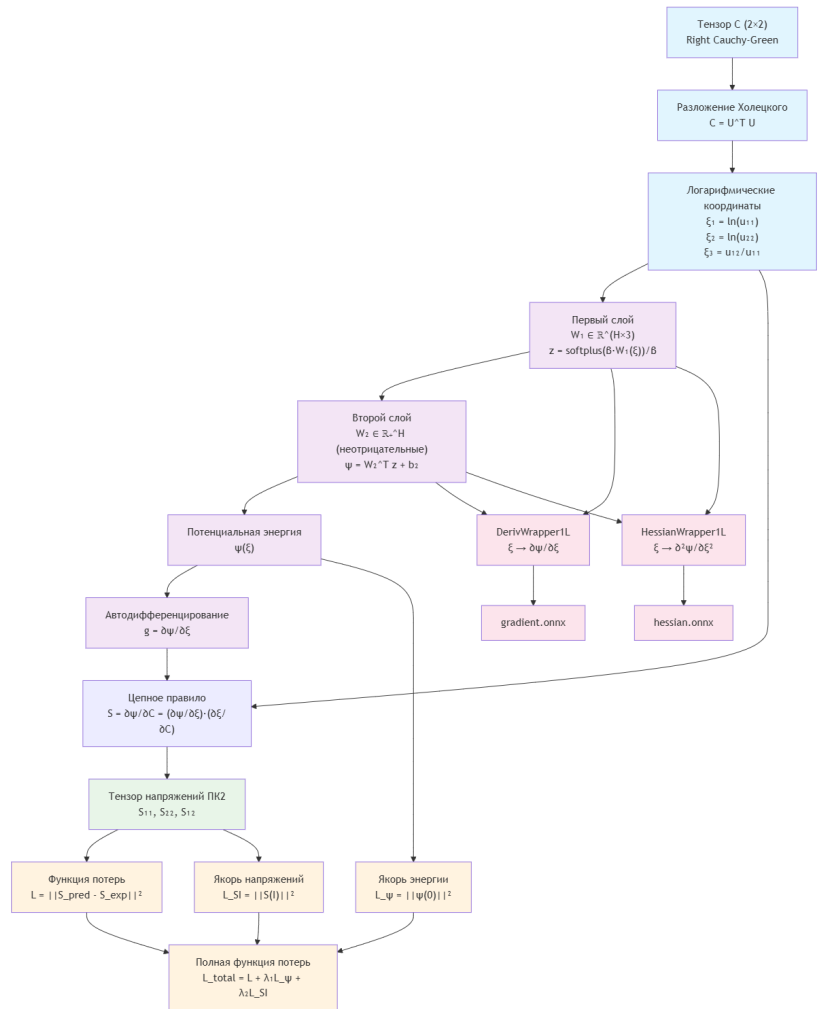 Тензор C (2×2)
Right Cauchy-Green
Разложение Холецкого
C = U^T U
Логарифмические
координаты
ξ₁ = ln(u₁₁)
ξ₂ = ln(u₂₂)
ξ₃ = u₁₂/u₁₁
Первый слой
W₁ ∈ ℝ^(H×3)
z = softplus(β·W₁(ξ))/β
Второй слой
W₂ ∈ ℝ₊^H
(неотрицательные)
ψ = W₂^T z + b₂
Потенциальная энергия
ψ(ξ)
DerivWrapper1L
ξ → ∂ψ/∂ξ
HessianWrapper1L
ξ → ∂²ψ/∂ξ²
Автодифференцирование
g = ∂ψ/∂ξ
gradient.onnx
hessian.onnx
Цепное правило
S = ∂ψ/∂C = (∂ψ/∂ξ)·(∂ξ/
∂C)
Тензор напряжений ПК2
S₁₁, S₂₂, S₁₂
Функция потерь
L = ||S_pred - S_exp||²
Якорь напряжений
L_SI = ||S(I)||²
Якорь энергии
L_ψ = ||ψ(0)||²
Полная функция потерь
L_total = L + λ₁L_ψ +
λ₂L_SI